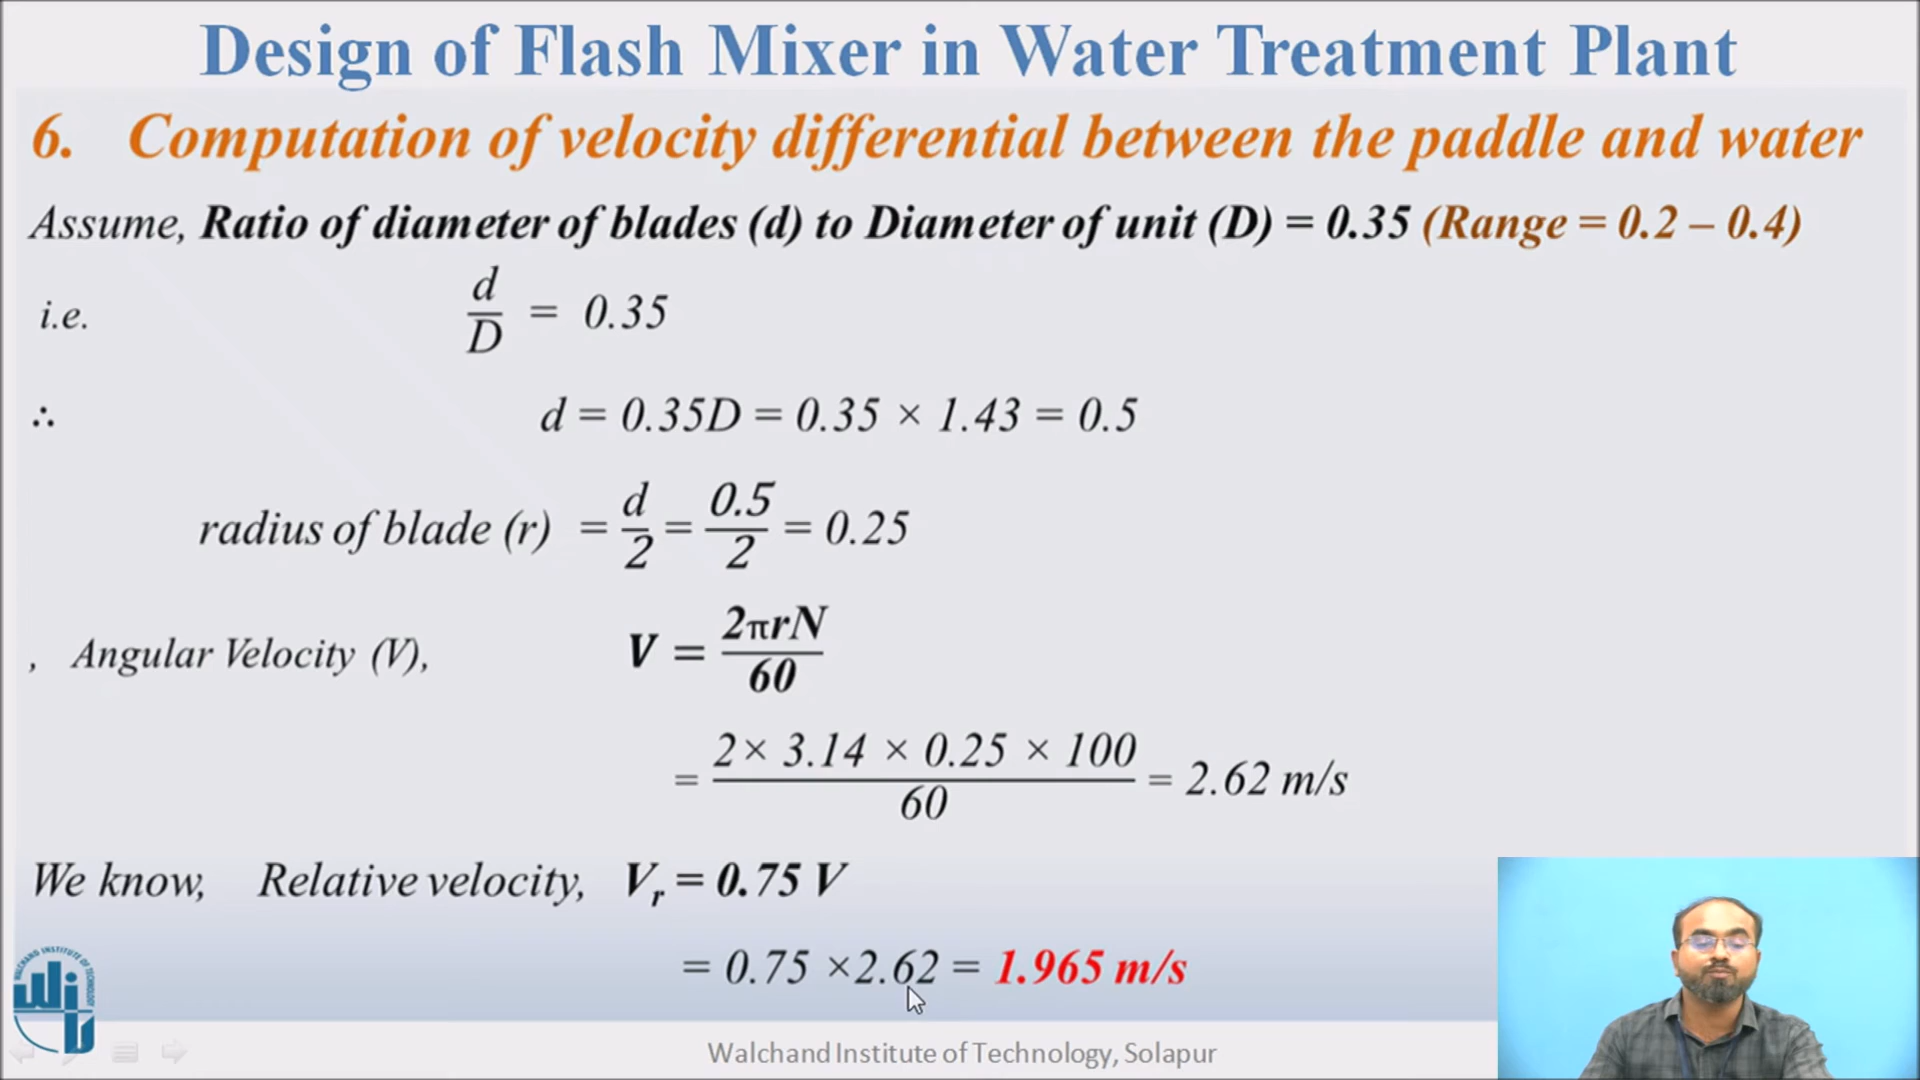 Design of Flash Mixer in Water Treatment Plant
6. Computation of velocity differential between the paddle and water
Assume, Ratio of diameter of blades (d) to Diameter of unit (D) = 0.35 (Range = 0.2 – 0.4)
i.e. d/D = 0.35
∴ d = 0.35D = 0.35 × 1.43 = 0.5
radius of blade (r) = d/2 = 0.5/2 = 0.25
, Angular Velocity (V), V = 2πrN/60
= 2× 3.14 × 0.25 × 100/60 = 2.62 m/s
We know, Relative velocity, Vr = 0.75 V
= 0.75 ×2.62 = 1.965 m/s
WALCHAND INSTITUTE OF TECHNOLOGY
Walchand Institute of Technology, Solapur